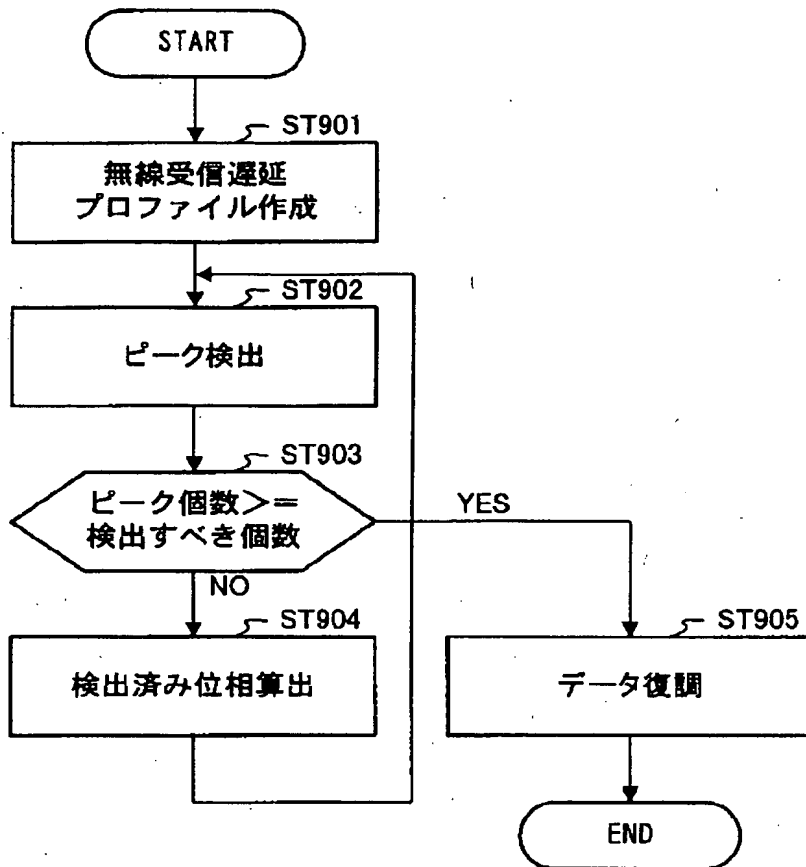 START
ST901
無線受信遅延
プロファイル作成
ST902
ピーク検出
ST903
ピーク個数>=
検出すべき個数
YES
NO
ST904
検出済み位相算出
ST905
データ復調
END